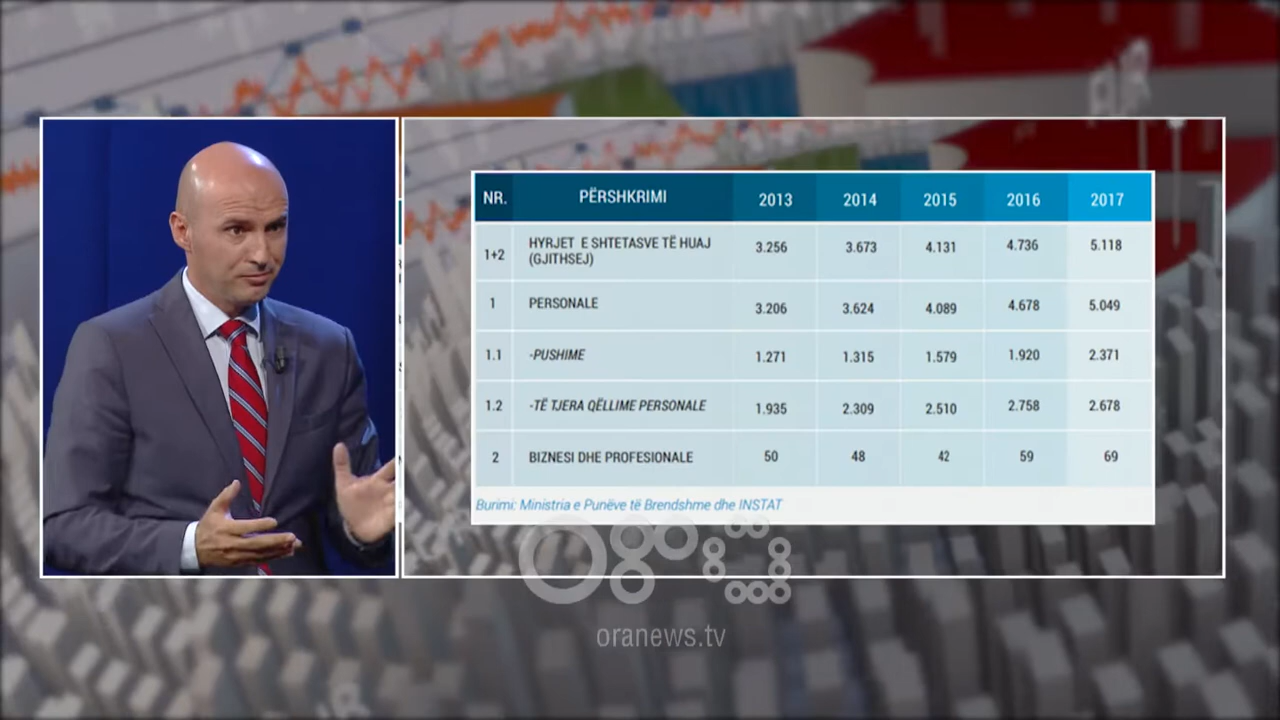 NR. PËRSHKRIMI 2013 2014 2015 2016 2017
1+2 HYRJET E SHTETASVE TË HUAJ (GJITHSEJ) 3.256 3.673 4.131 4.736 5.118
1 PERSONALE 3.206 3.624 4.089 4.678 5.049
1.1 -PUSHIME 1.271 1.315 1.579 1.920 2.371
1.2 -TË TJERA QËLLIME PERSONALE 1.935 2.309 2.510 2.758 2.678
2 BIZNESI DHE PROFESIONALE 50 48 42 59 69
Burimi: Ministria e Punëve të Brendshme dhe INSTAT
oranews.tv